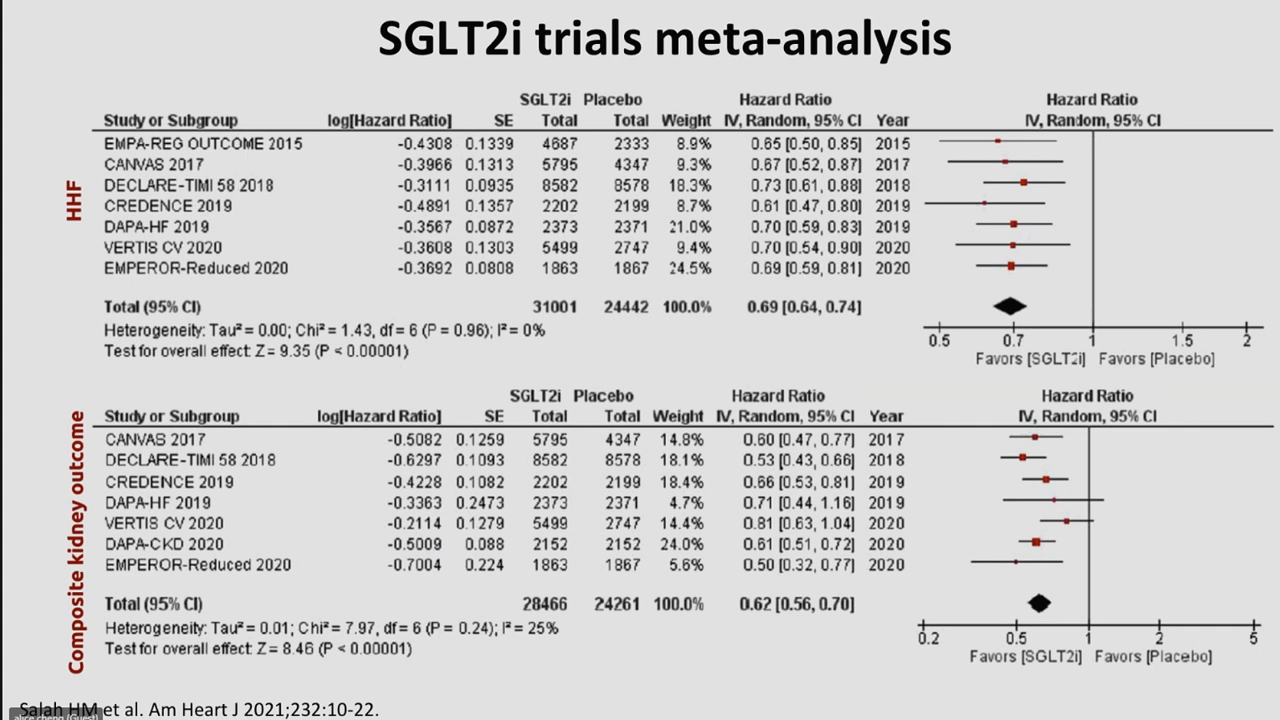 SGLT2i trials meta-analysis
HHF
SGLT2i Placebo Hazard Ratio Hazard Ratio
Study or Subgroup log[Hazard Ratio] SE Total Total Weight IV, Random, 95% CI Year IV, Random, 95% CI
EMPA-REG OUTCOME 2015 -0.4308 0.1339 4687 2333 8.9% 0.65 [0.50, 0.85] 2015
CANVAS 2017 -0.3966 0.1313 5795 4347 9.3% 0.67 [0.52, 0.87] 2017
DECLARE-TIMI 58 2018 -0.3111 0.0935 8582 8578 18.3% 0.73 [0.61, 0.88] 2018
CREDENCE 2019 -0.4891 0.1357 2202 2199 8.7% 0.61 [0.47, 0.80] 2019
DAPA-HF 2019 -0.3567 0.0872 2373 2371 21.0% 0.70 [0.59, 0.83] 2019
VERTIS CV 2020 -0.3608 0.1303 5499 2747 9.4% 0.70 [0.54, 0.90] 2020
EMPEROR-Reduced 2020 -0.3692 0.0808 1863 1867 24.5% 0.69 [0.59, 0.81] 2020
Total (95% CI) 31001 24442 100.0% 0.69 [0.64, 0.74]
Heterogeneity: Tau² = 0.00; Chi² = 1.43, df = 6 (P = 0.96); I² = 0%
Test for overall effect: Z = 9.35 (P < 0.00001)
0.5 0.7 1 1.5 2
Favors [SGLT2i] Favors [Placebo]
Composite kidney outcome
SGLT2i Placebo Hazard Ratio Hazard Ratio
Study or Subgroup log[Hazard Ratio] SE Total Total Weight IV, Random, 95% CI Year IV, Random, 95% CI
CANVAS 2017 -0.5082 0.1259 5795 4347 14.8% 0.60 [0.47, 0.77] 2017
DECLARE-TIMI 58 2018 -0.6297 0.1093 8582 8578 18.1% 0.53 [0.43, 0.66] 2018
CREDENCE 2019 -0.4228 0.1082 2202 2199 18.4% 0.66 [0.53, 0.81] 2019
DAPA-HF 2019 -0.3363 0.2473 2373 2371 4.7% 0.71 [0.44, 1.16] 2019
VERTIS CV 2020 -0.2114 0.1279 5499 2747 14.4% 0.81 [0.63, 1.04] 2020
DAPA-CKD 2020 -0.5009 0.088 2152 2152 24.0% 0.61 [0.51, 0.72] 2020
EMPEROR-Reduced 2020 -0.7004 0.224 1863 1867 5.6% 0.50 [0.32, 0.77] 2020
Total (95% CI) 28466 24261 100.0% 0.62 [0.56, 0.70]
Heterogeneity: Tau² = 0.01; Chi² = 7.97, df = 6 (P = 0.24); I² = 25%
Test for overall effect: Z = 8.46 (P < 0.00001)
0.2 0.5 1 2 5
Favors [SGLT2i] Favors [Placebo]
Salah HM et al. Am Heart J 2021;232:10-22.